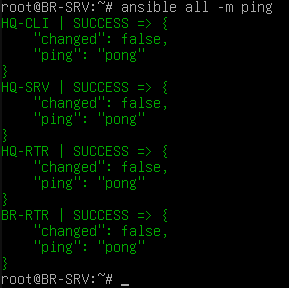 root@BR-SRV:~# ansible all -m ping
HQ-CLI | SUCCESS => {
    "changed": false,
    "ping": "pong"
}
HQ-SRV | SUCCESS => {
    "changed": false,
    "ping": "pong"
}
HQ-RTR | SUCCESS => {
    "changed": false,
    "ping": "pong"
}
BR-RTR | SUCCESS => {
    "changed": false,
    "ping": "pong"
}
root@BR-SRV:~# _